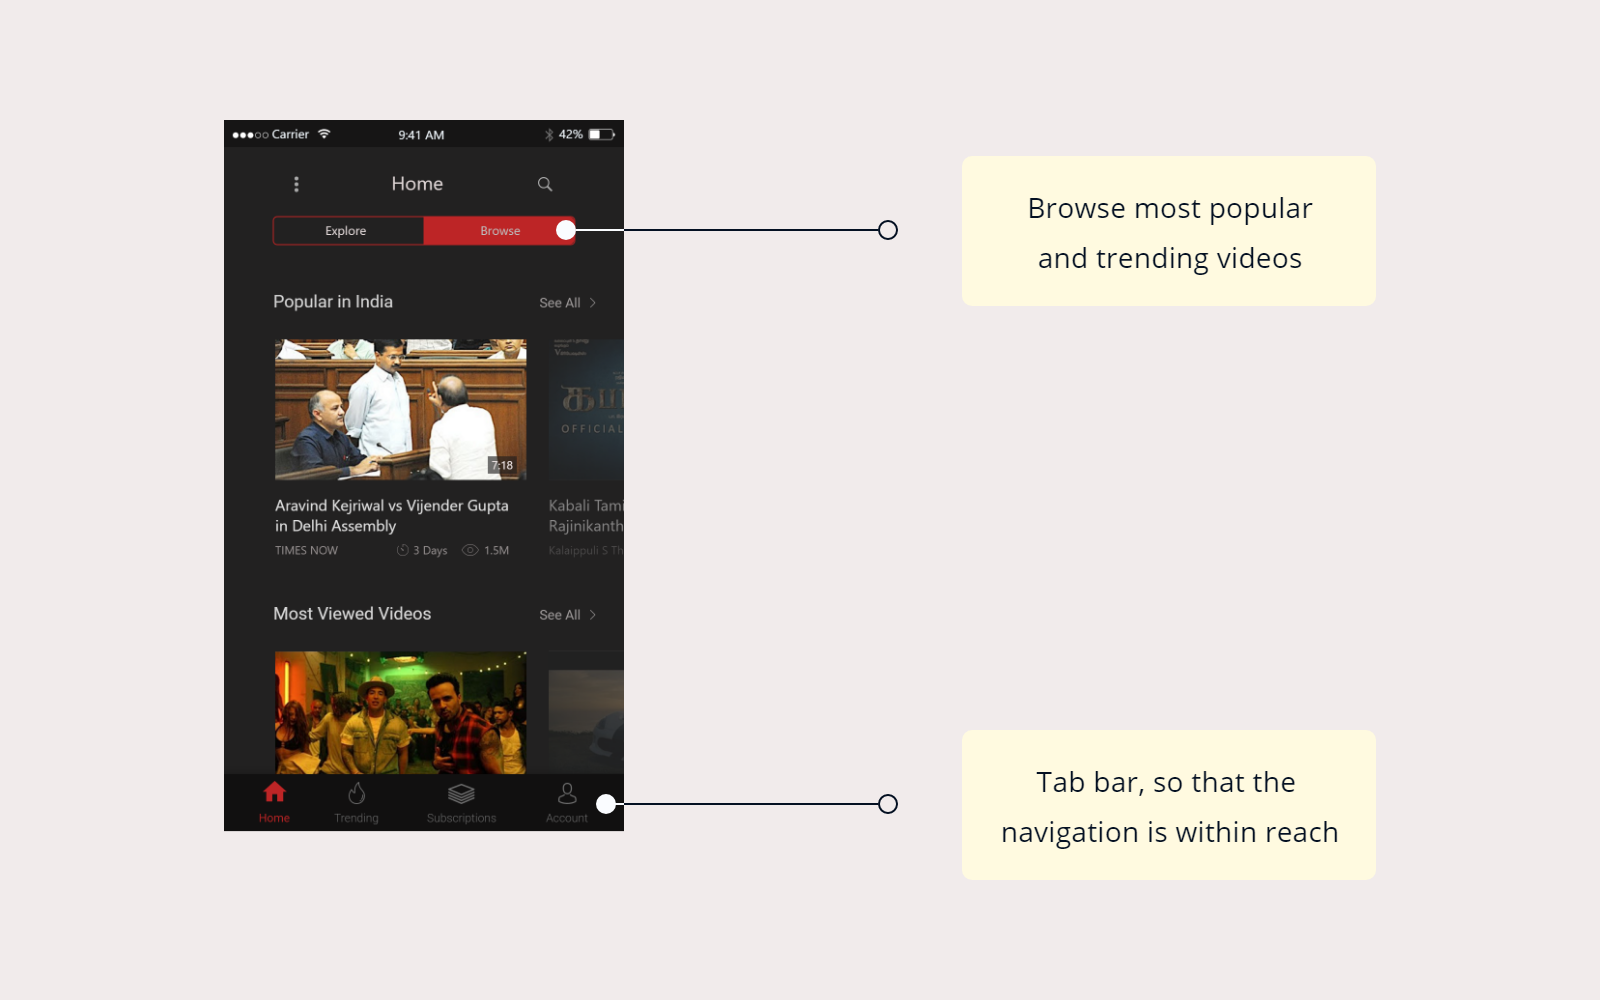 Carrier 9:41 AM 42%
Home
Explore Browse
Browse most popular
and trending videos
Popular in India See All
OFFICIAL
7:18
Aravind Kejriwal vs Vijender Gupta
in Delhi Assembly
TIMES NOW 3 Days 1.5M
Kabali Tami
Rajinikanth
Kalaippuli S Th
Most Viewed Videos See All
Home Trending Subscriptions Account
Tab bar, so that the
navigation is within reach